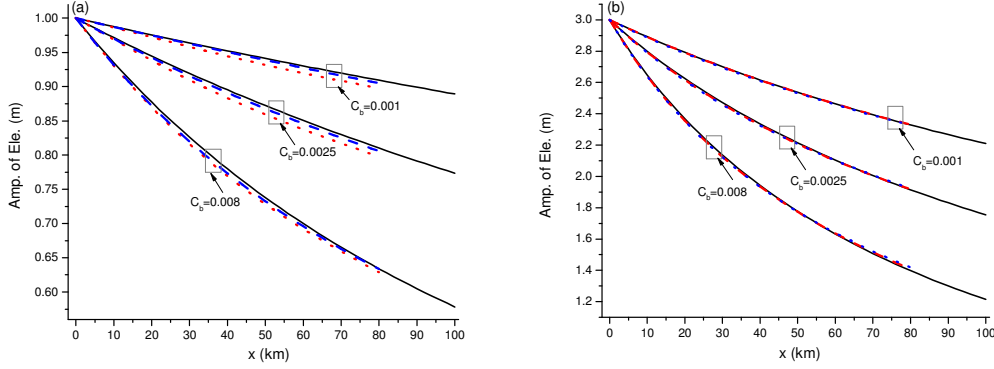 (a)
1.00
0.95
0.90
0.85
0.80
0.75
0.70
0.65
0.60
Amp. of Ele. (m)
C_b=0.001
C_b=0.0025
C_b=0.008
0 10 20 30 40 50 60 70 80 90 100
x (km)
(b)
3.0
2.8
2.6
2.4
2.2
2.0
1.8
1.6
1.4
1.2
Amp. of Ele. (m)
C_b=0.001
C_b=0.0025
C_b=0.008
0 10 20 30 40 50 60 70 80 90 100
x (km)